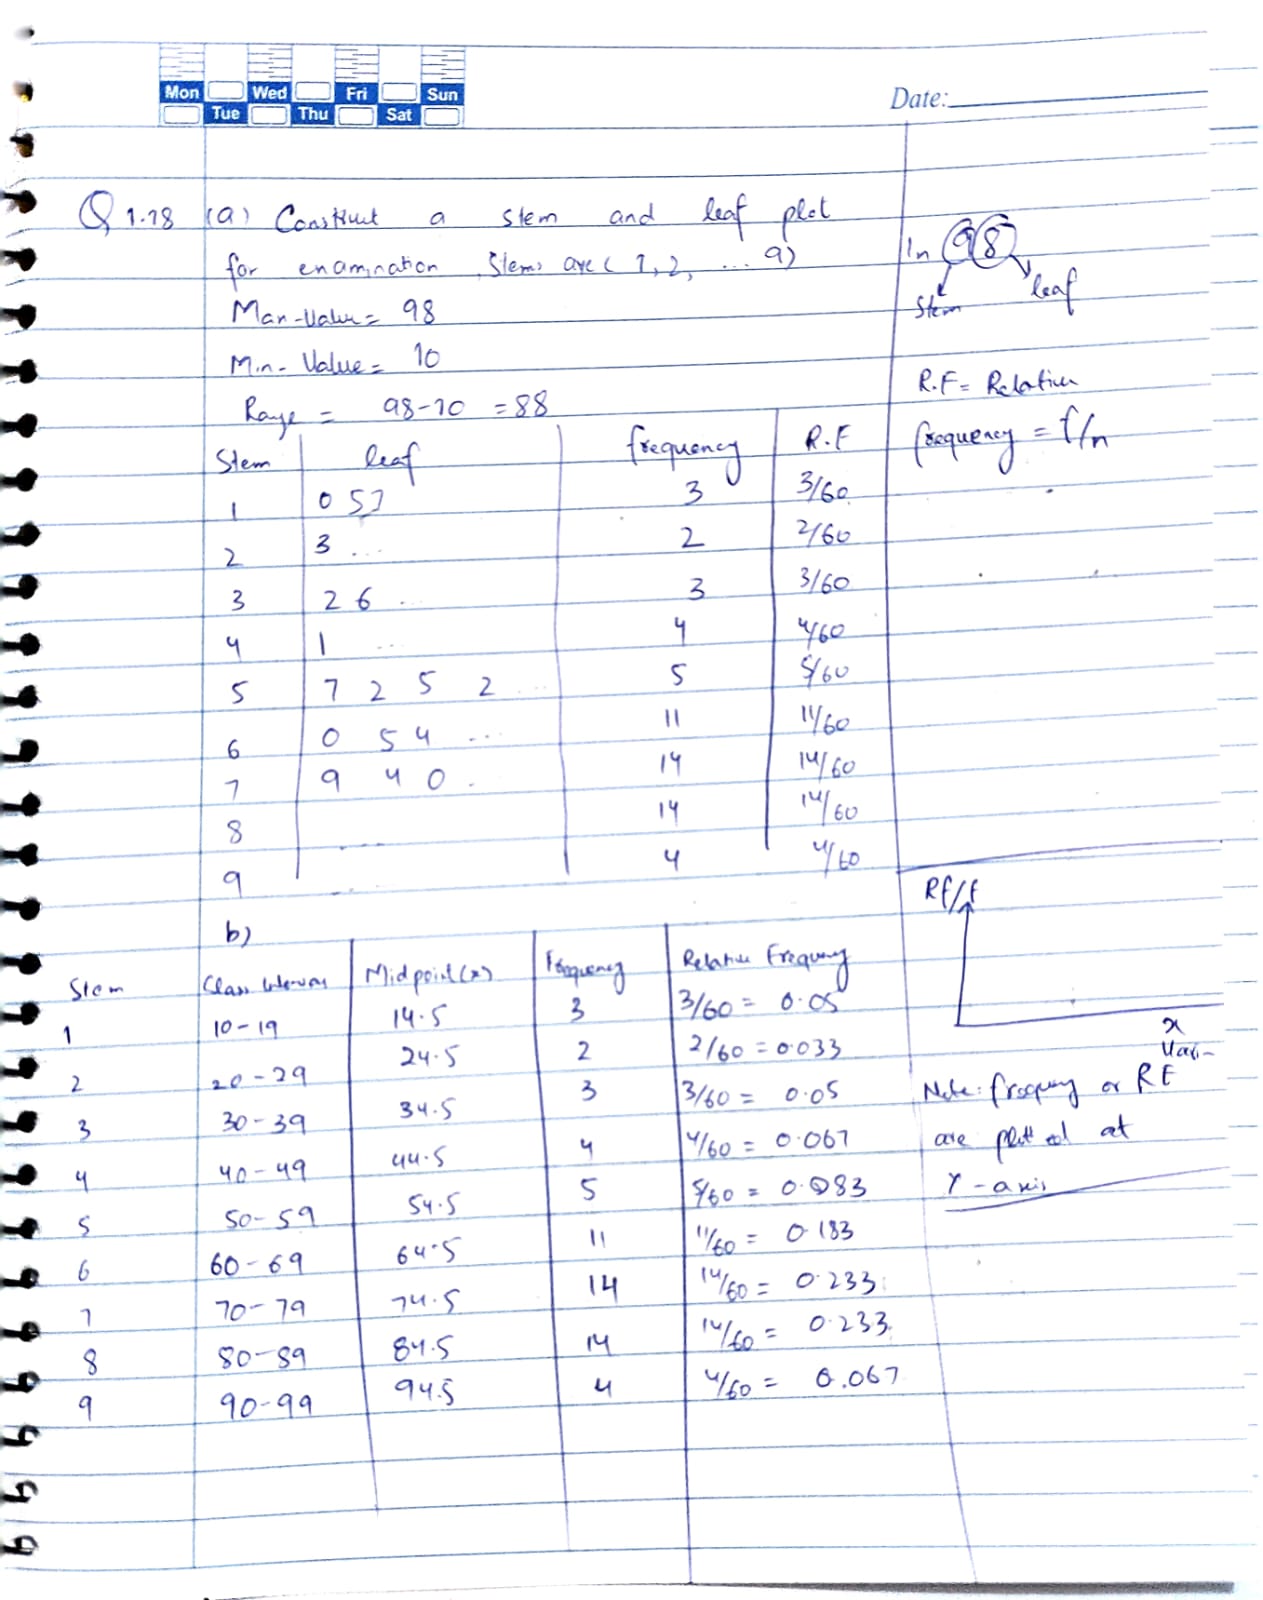 Mon Wed Fri Sun
Tue Thu Sat
Date:
Q 1.18 (a) Construct a stem and leaf plot
for examination Stems are (1, 2, ... 9)
Max-Value = 98
Min-Value = 10
Range = 98-10 = 88
In 98
Stem leaf
R.F = Relative
frequency = f/n
Stem leaf frequency R.F
1 0 5 7 3 3/60
2 3 ... 2 2/60
3 2 6 ... 3 3/60
4 1 ... 4 4/60
5 7 2 5 2 ... 5 5/60
6 0 5 4 ... 11 11/60
7 9 4 0 .. 14 14/60
8 ... 14 14/60
9 ... 4 4/60
b)
Stem Class Intervals Midpoint (x) Frequency Relative Frequency
1 10-19 14.5 3 3/60 = 0.05
2 20-29 24.5 2 2/60 = 0.033
3 30-39 34.5 3 3/60 = 0.05
4 40-49 44.5 4 4/60 = 0.067
5 50-59 54.5 5 5/60 = 0.083
6 60-69 64.5 11 11/60 = 0.183
7 70-79 74.5 14 14/60 = 0.233
8 80-89 84.5 14 14/60 = 0.233
9 90-99 94.5 4 4/60 = 0.067
Rf/f
x
Vari-
Note: frequency or RF
are plotted at
Y-axis